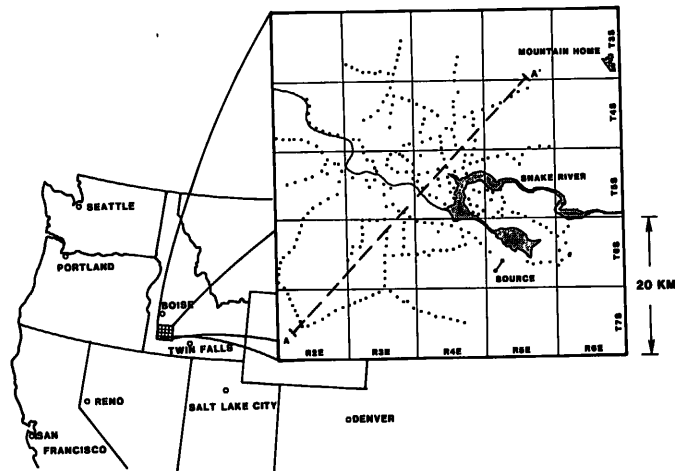 MOUNTAIN HOME
T3S
A'
T4S
SNAKE RIVER
T5S
SEATTLE
T6S
PORTLAND
SOURCE
20 KM
BOISE
T7S
A
R2E
R3E
R4E
R5E
R6E
TWIN FALLS
RENO
SALT LAKE CITY
DENVER
SAN
FRANCISCO